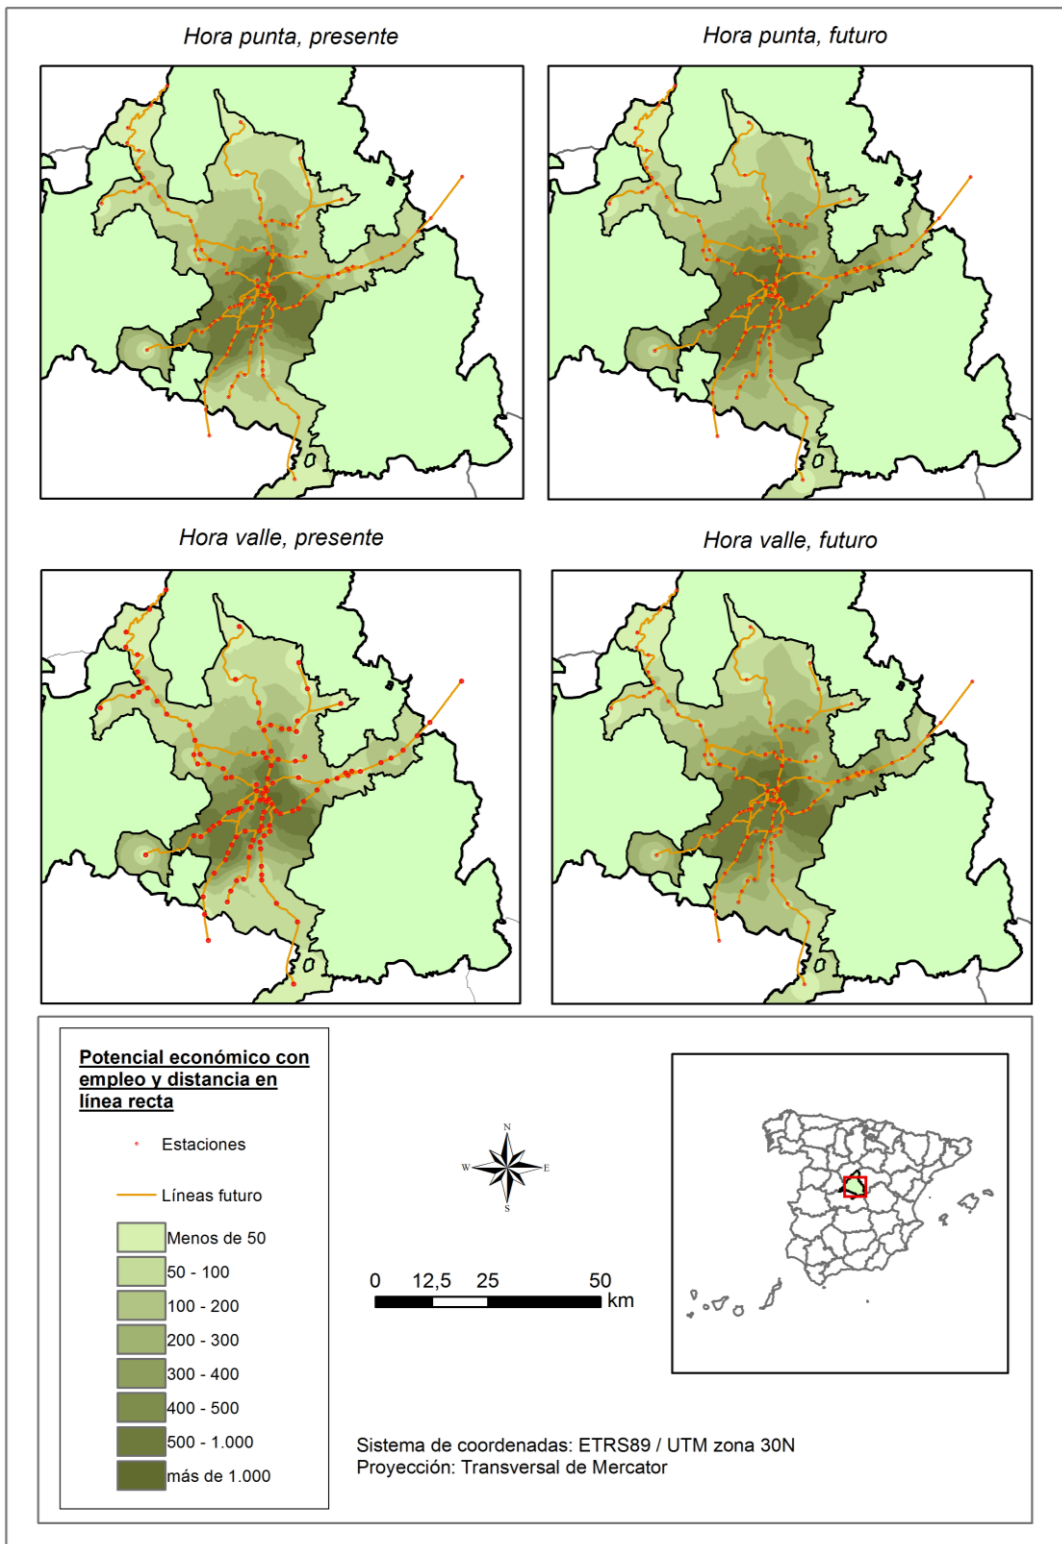 Hora punta, presente
Hora punta, futuro
Hora valle, presente
Hora valle, futuro
Potencial económico con
empleo y distancia en
línea recta
Estaciones
Líneas futuro
Menos de 50
50 - 100
100 - 200
200 - 300
300 - 400
400 - 500
500 - 1.000
más de 1.000
N
W
E
S
0 12,5 25 50
km
Sistema de coordenadas: ETRS89 / UTM zona 30N
Proyección: Transversal de Mercator